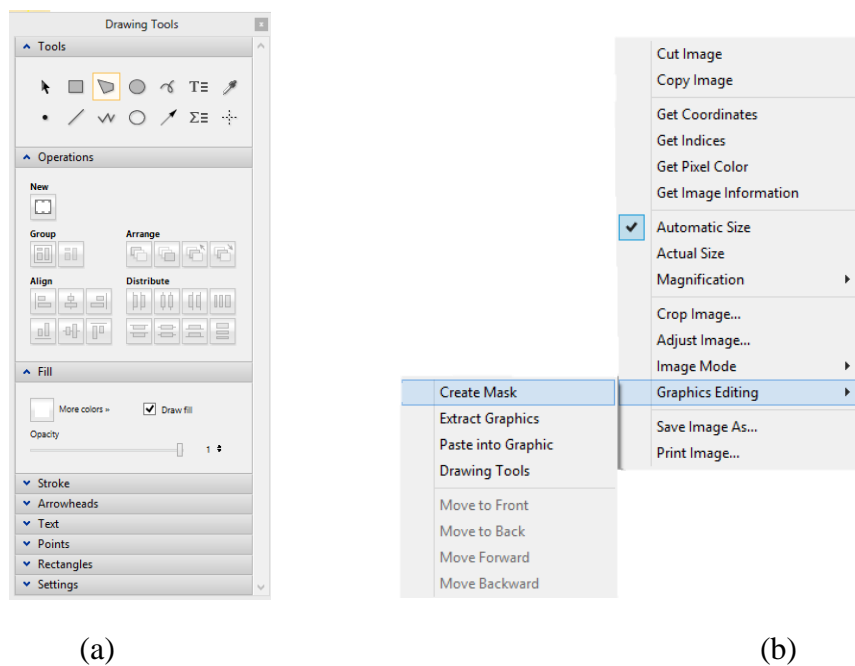 Drawing Tools
x
Tools
T
Σ
Operations
New
Group
Arrange
Align
Distribute
Fill
More colors »
Draw fill
Opacity
1
Stroke
Arrowheads
Text
Points
Rectangles
Settings
(a)
Cut Image
Copy Image
Get Coordinates
Get Indices
Get Pixel Color
Get Image Information
Automatic Size
Actual Size
Magnification
Crop Image...
Adjust Image...
Image Mode
Graphics Editing
Save Image As...
Print Image...
Create Mask
Extract Graphics
Paste into Graphic
Drawing Tools
Move to Front
Move to Back
Move Forward
Move Backward
(b)